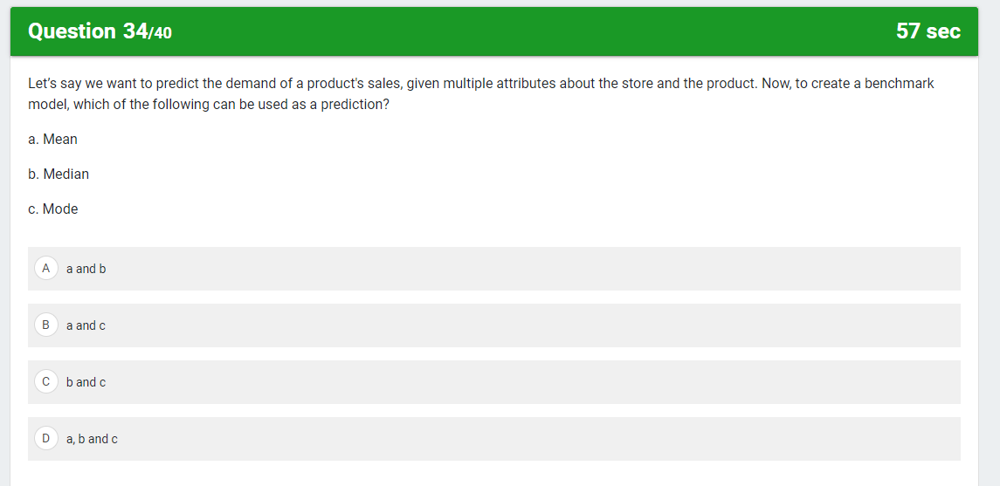 Question 34/40
57 sec
Let’s say we want to predict the demand of a product's sales, given multiple attributes about the store and the product. Now, to create a benchmark
model, which of the following can be used as a prediction?
a. Mean
b. Median
c. Mode
A a and b
B a and c
C b and c
D a, b and c